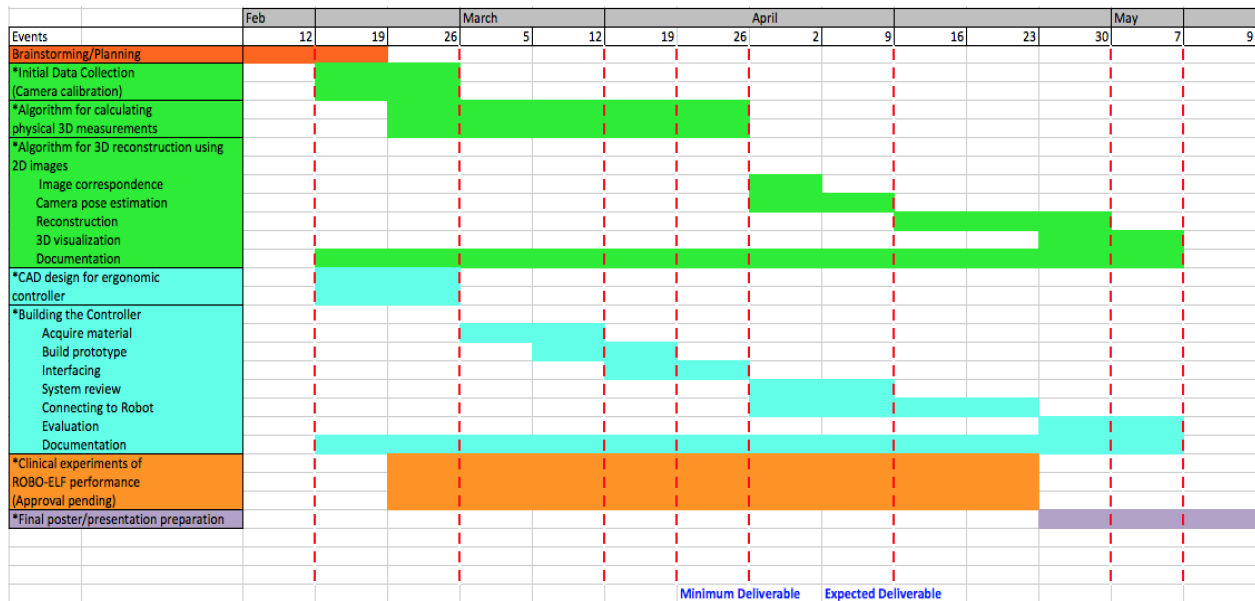 Feb March April May
Events 12 19 26 5 12 19 26 2 9 16 23 30 7 9
Brainstorming/Planning
*Initial Data Collection
(Camera calibration)
*Algorithm for calculating
physical 3D measurements
*Algorithm for 3D reconstruction using
2D images
Image correspondence
Camera pose estimation
Reconstruction
3D visualization
Documentation
*CAD design for ergonomic
controller
*Building the Controller
Acquire material
Build prototype
Interfacing
System review
Connecting to Robot
Evaluation
Documentation
*Clinical experiments of
ROBO-ELF performance
(Approval pending)
*Final poster/presentation preparation
Minimum Deliverable Expected Deliverable